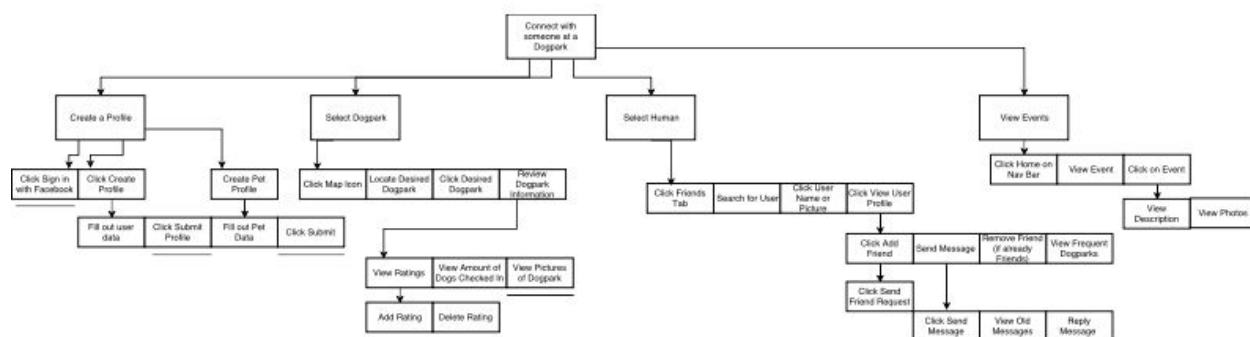 Connect with
someone at a
Dogpark
Create a Profile
Select Dogpark
Select Human
View Events
Click Sign in
with Facebook
Click Create
Profile
Create Pet
Profile
Click Map Icon
Locate Desired
Dogpark
Click Desired
Dogpark
Review
Dogpark
Information
Click Friends
Tab
Search for User
Click User
Name or
Picture
Click View User
Profile
Click Home on
Nav Bar
View Event
Click on Event
Fill out user
data
Click Submit
Profile
Fill out Pet
Data
Click Submit
View
Description
View Photos
View Ratings
View Amount of
Dogs Checked In
View Pictures
of Dogpark
Click Add
Friend
Send Message
Remove Friend
(if already
Friends)
View Frequent
Dogparks
Add Rating
Delete Rating
Click Send
Friend Request
Click Send
Message
View Old
Messages
Reply
Message